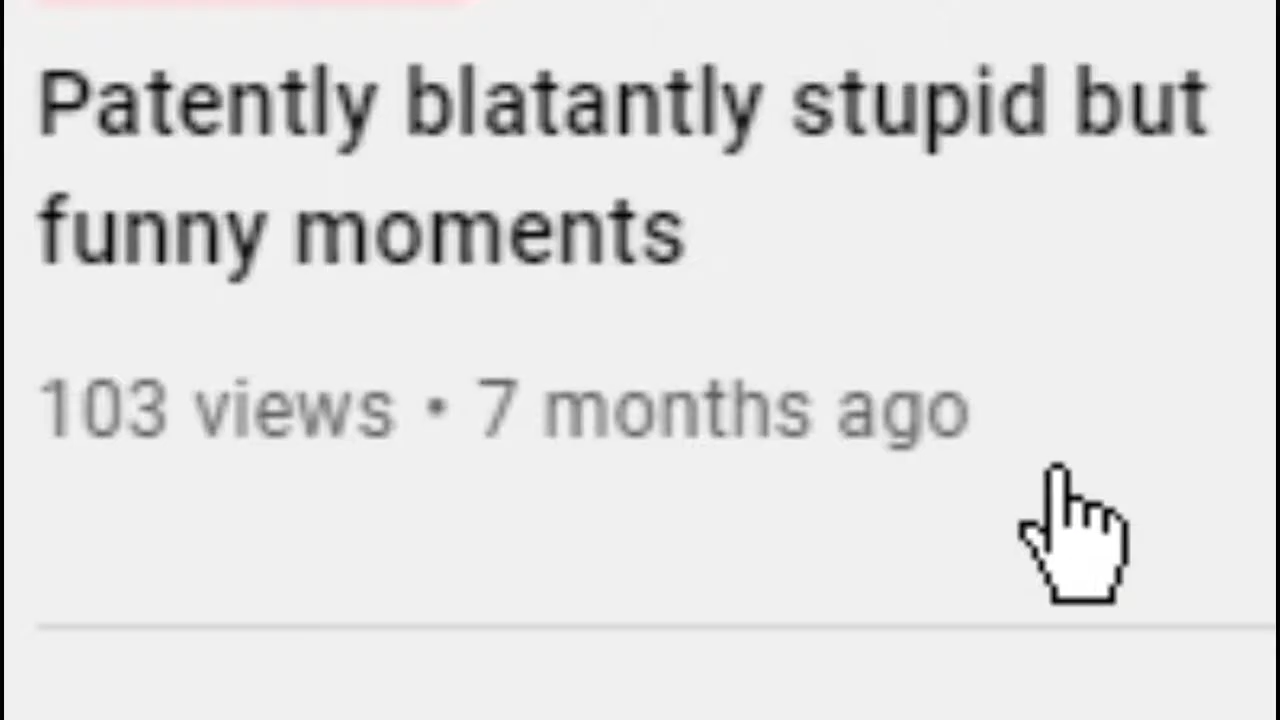 Patently blatantly stupid but
funny moments
103 views • 7 months ago